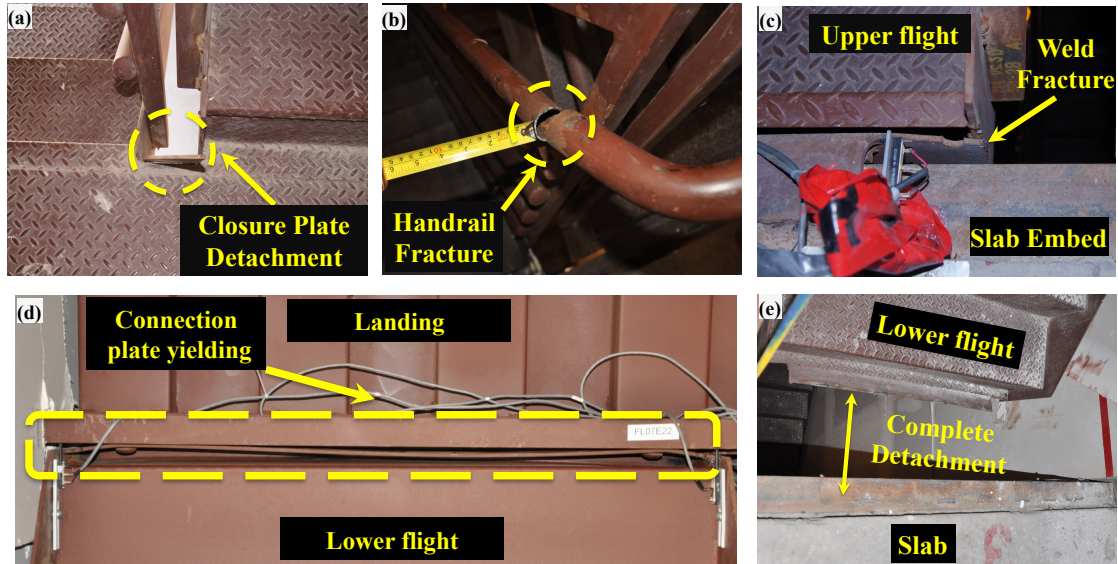 (a)
Closure Plate
Detachment
(b)
Handrail
Fracture
(c)
Upper flight
Weld
Fracture
Slab Embed
(d)
Connection
plate yielding
Landing
FL07E22
Lower flight
(e)
Lower flight
Complete
Detachment
Slab